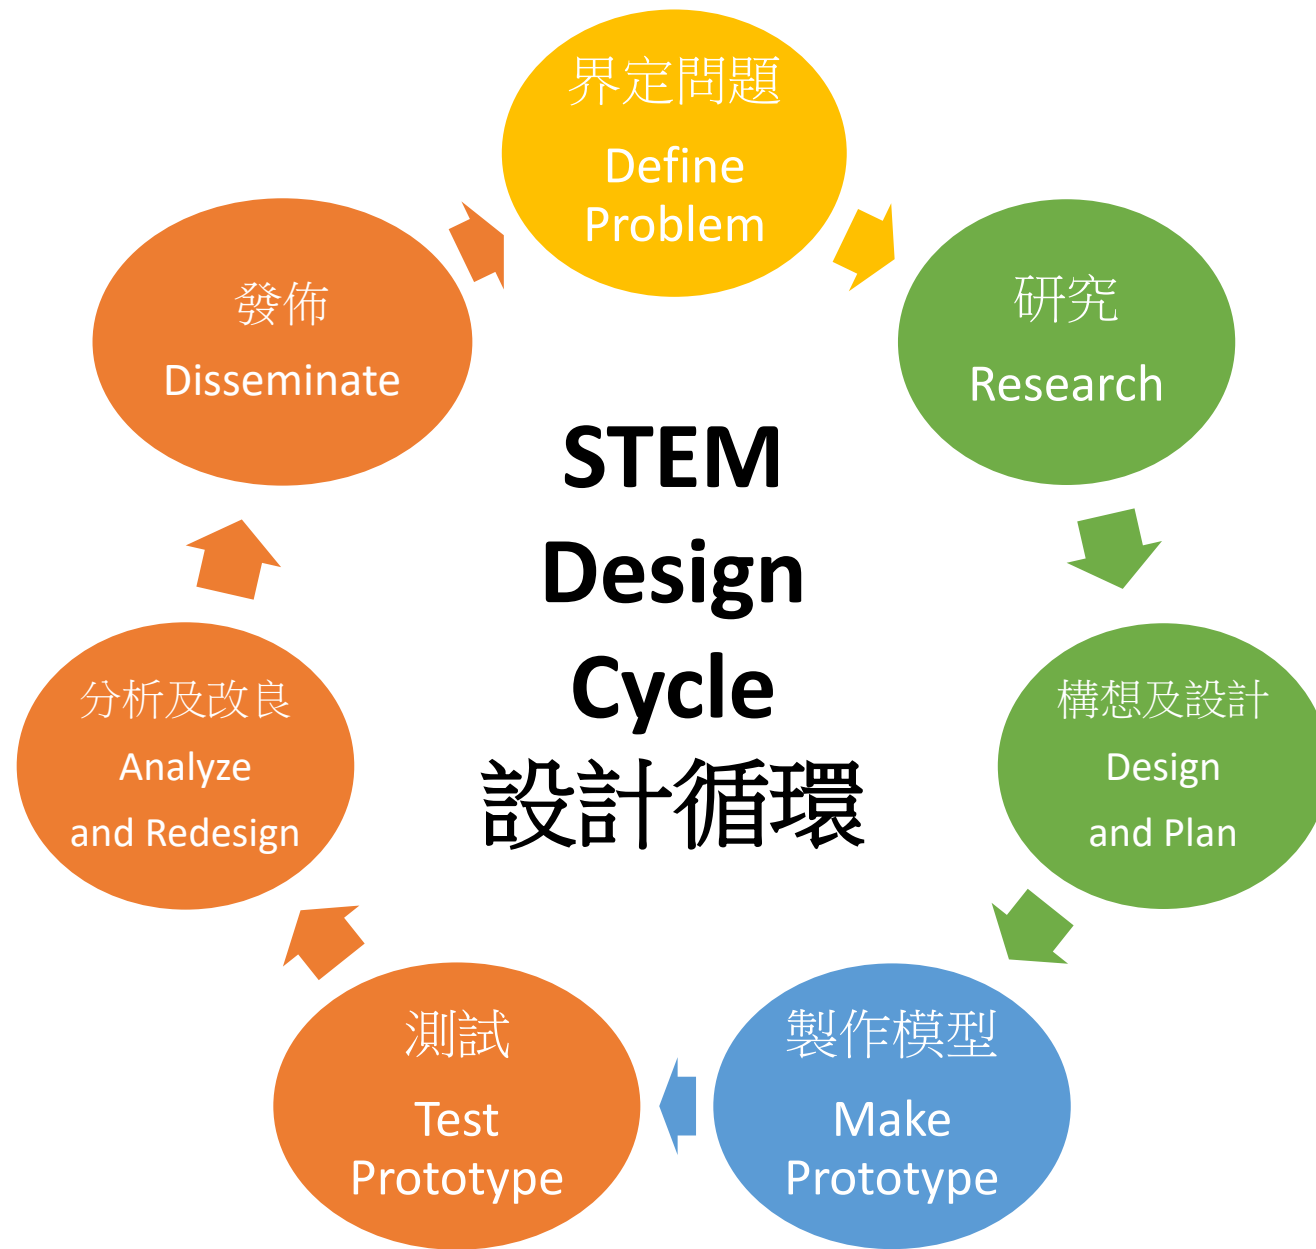 界定問題
Define
Problem
研究
Research
構想及設計
Design
and Plan
製作模型
Make
Prototype
測試
Test
Prototype
分析及改良
Analyze
and Redesign
發佈
Disseminate
STEM
Design
Cycle
設計循環